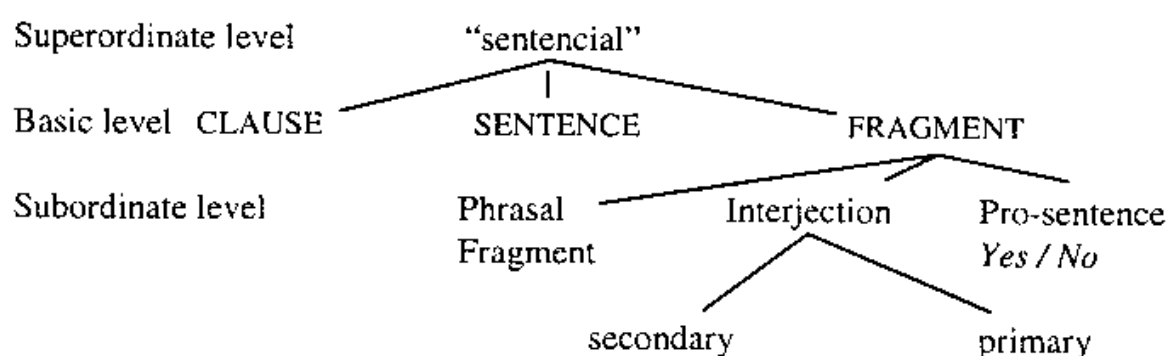 Superordinate level “sentencial”
Basic level CLAUSE SENTENCE FRAGMENT
Subordinate level Phrasal Interjection Pro-sentence
Fragment Yes / No
secondary primary